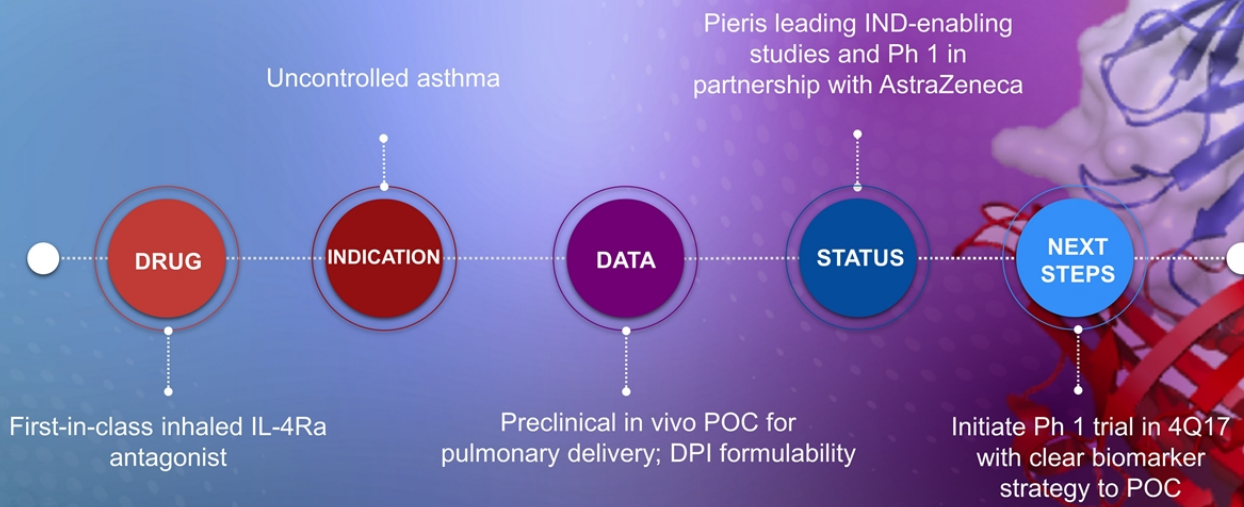 DRUG
First-in-class inhaled IL-4Ra
antagonist
INDICATION
Uncontrolled asthma
DATA
Preclinical in vivo POC for
pulmonary delivery; DPI formulability
STATUS
Pieris leading IND-enabling
studies and Ph 1 in
partnership with AstraZeneca
NEXT
STEPS
Initiate Ph 1 trial in 4Q17
with clear biomarker
strategy to POC